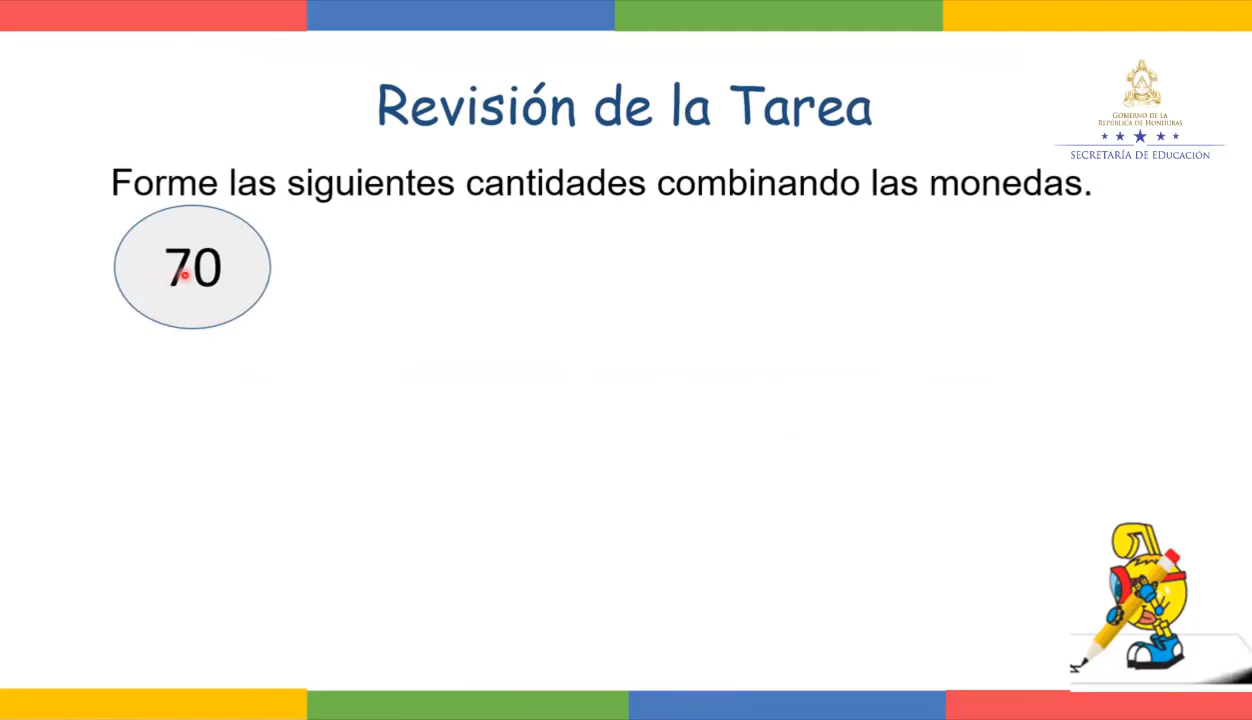 Revisión de la Tarea
GOBIERNO DE LA
REPÚBLICA DE HONDURAS
SECRETARÍA DE EDUCACIÓN
Forme las siguientes cantidades combinando las monedas.
70